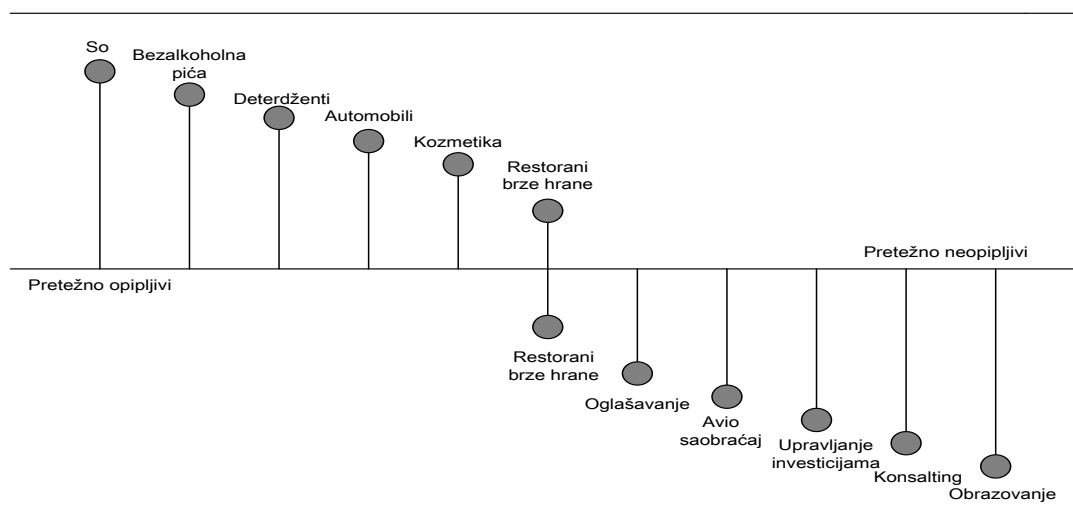 So
Bezalkoholna
pića
Deterdženti
Automobili
Kozmetika
Restorani
brze hrane
Pretežno neopipljivi
Pretežno opipljivi
Restorani
brze hrane
Oglašavanje
Avio
saobraćaj
Upravljanje
investicijama
Konsalting
Obrazovanje